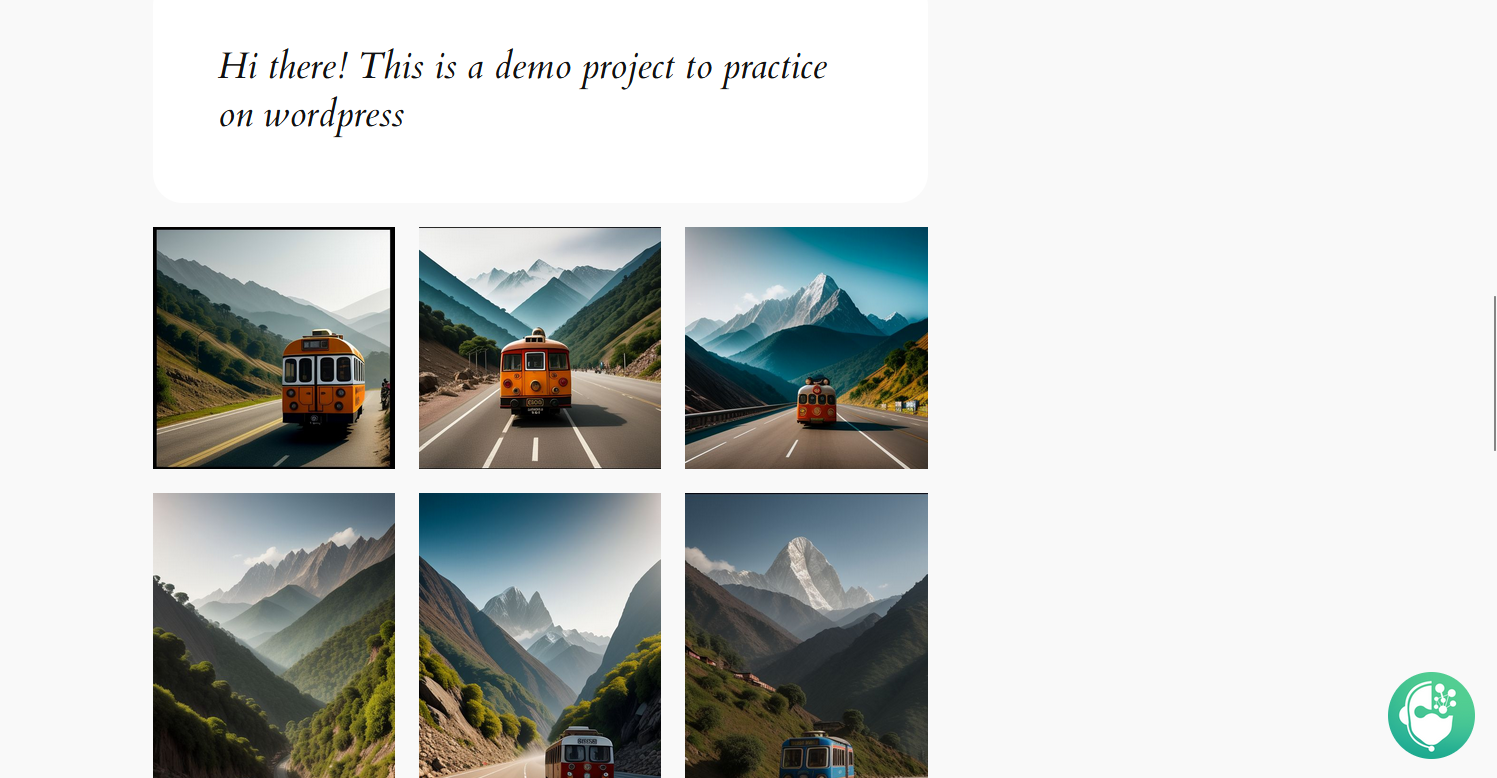 Hi there! This is a demo project to practice
on wordpress